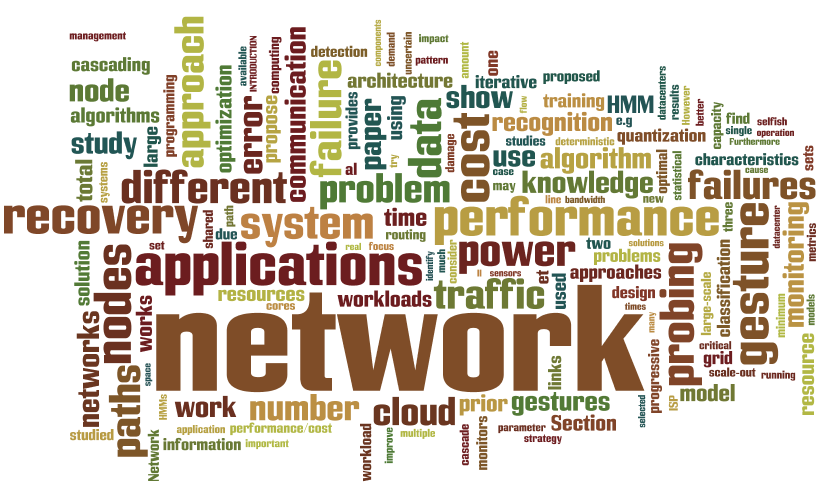 management
cascading
node
algorithms
study
large
programming
approach
optimization
available
INTRODUCTION
error
propose
computing
communication
detection
failure
components
demand
uncertain
impact
pattern
architecture
provides
paper
using
try
al
data
amount
one
iterative
proposed
show
flow
training
HMM
datacenters
results
However
better
capacity
find
single
selfish
operation
Furthermore
cost
recognition
e.g
quantization
damage
studies
deterministic
use
algorithm
case
may
knowledge
optimal
statistical
characteristics
cause
sets
failures
total
systems
different
problem
line
bandwidth
new
recovery
shared
path
due
system
time
routing
performance
three
datacenter
monitoring
metrics
solution
nodes
set
applications
real
focus
identify
much
consider
power
two
solutions
problems
ll
sensors
et
approaches
probing
large-scale
classification
gesture
minimum
models
resources
cores
workloads
traffic
used
design
times
many
networks
works
space
network
progressive
critical
grid
scale-out
running
resource
paths
HMMs
work
number
cloud
prior
gestures
links
Section
selected
ISP
model
studied
Network
application
performance/cost
information
important
workload
improve
multiple
cascade
monitors
parameter
strategy